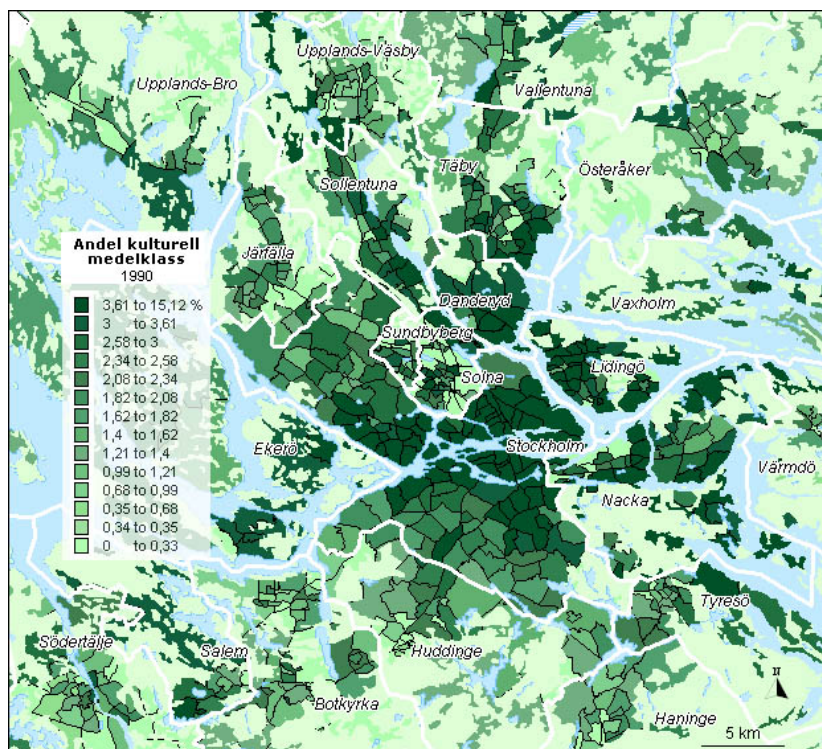 Upplands-Väsby
Upplands-Bro
Vallentuna
Täby
Österåker
Sollentuna
Andel kulturell
medelklass
1990
3,61 to 15,12 %
3 to 3,61
2,58 to 3
2,34 to 2,58
2,08 to 2,34
1,82 to 2,08
1,62 to 1,82
1,4 to 1,62
1,21 to 1,4
0,99 to 1,21
0,68 to 0,99
0,35 to 0,68
0,34 to 0,35
0 to 0,33
Järfälla
Danderyd
Vaxholm
Sundbyberg
Lidingö
Solna
Ekerö
Stockholm
Värmdö
Nacka
Tyresö
Södertälje
Salem
Huddinge
Botkyrka
Haninge
N
5 km